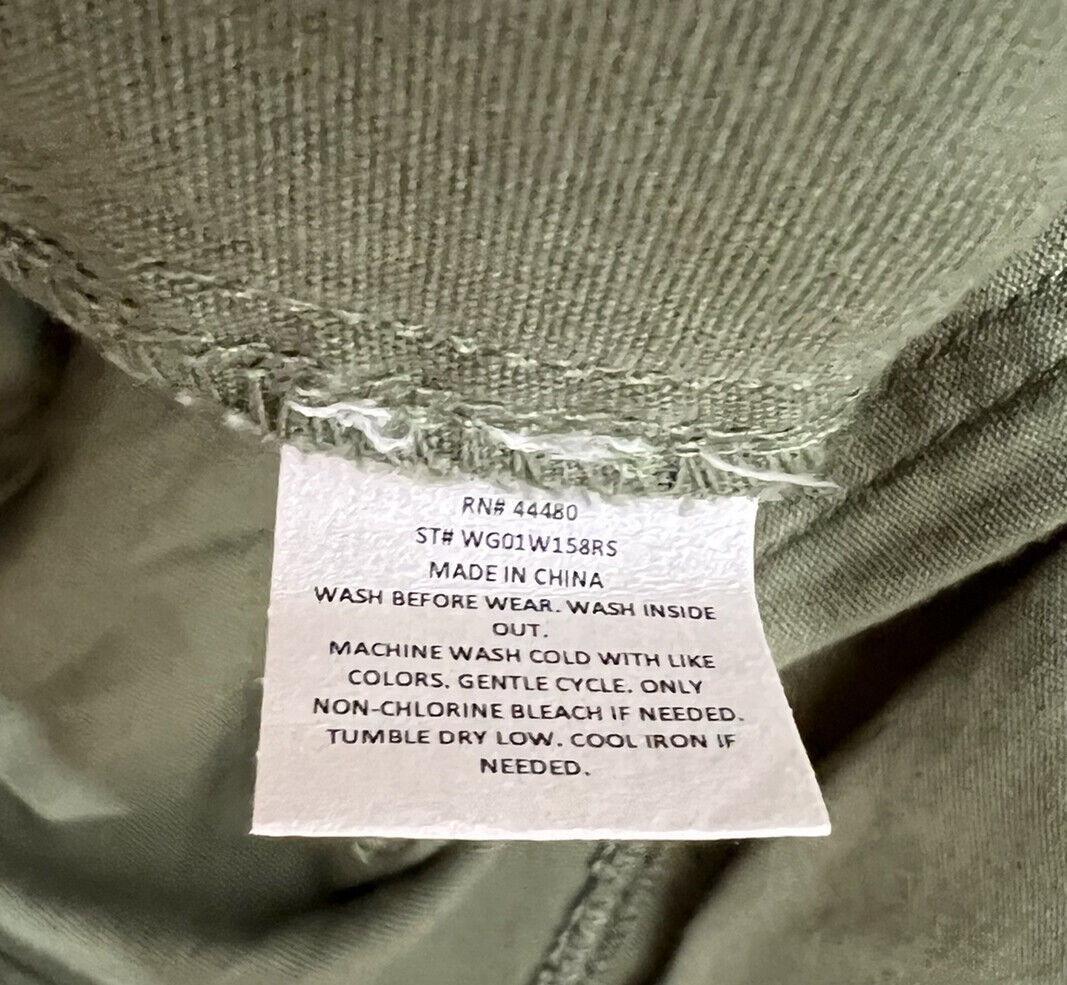 RN# 44480
ST# WG01W158RS
MADE IN CHINA
WASH BEFORE WEAR. WASH INSIDE
OUT.
MACHINE WASH COLD WITH LIKE
COLORS. GENTLE CYCLE. ONLY
NON-CHLORINE BLEACH IF NEEDED.
TUMBLE DRY LOW. COOL IRON IF
NEEDED.